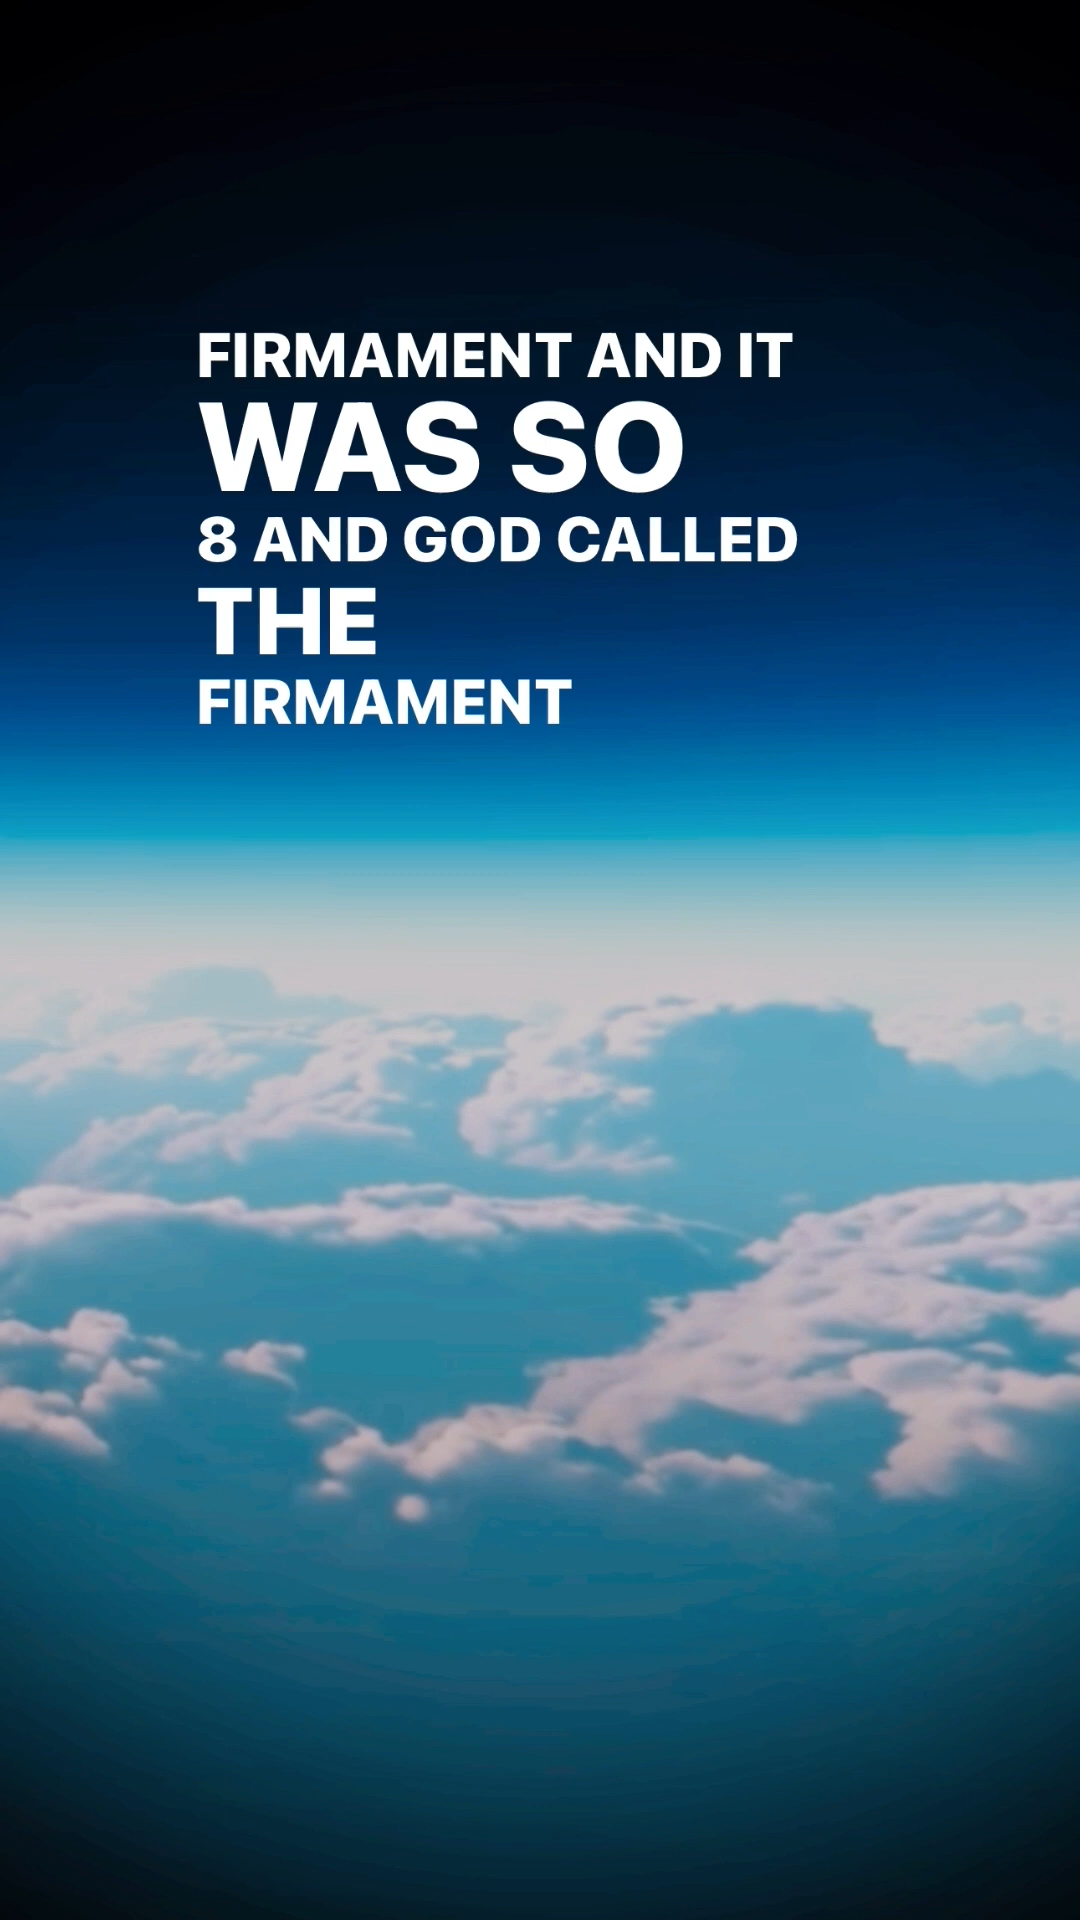 FIRMAMENT AND IT
WAS SO
8 AND GOD CALLED
THE
FIRMAMENT